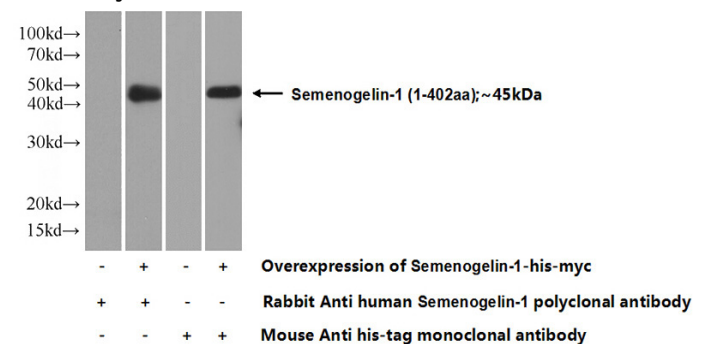 100kd→
70kd→
50kd→
40kd→
30kd→
20kd→
15kd→
← Semenogelin-1 (1-402aa);~45kDa
- + - + Overexpression of Semenogelin-1-his-myc
+ + - - Rabbit Anti human Semenogelin-1 polyclonal antibody
- - + + Mouse Anti his-tag monoclonal antibody